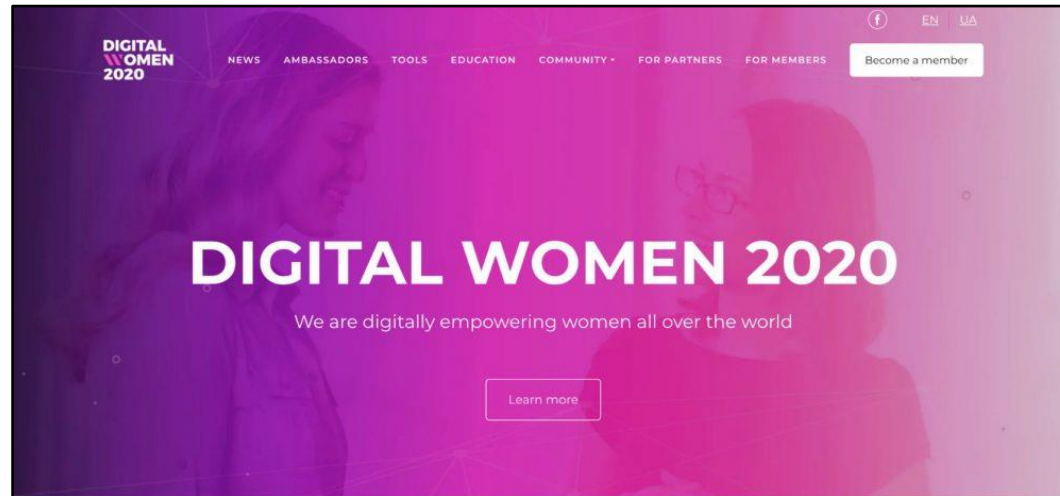 EN UA
DIGITAL
WOMEN
2020
NEWS AMBASSADORS TOOLS EDUCATION COMMUNITY FOR PARTNERS FOR MEMBERS Become a member
DIGITAL WOMEN 2020
We are digitally empowering women all over the world
Learn more